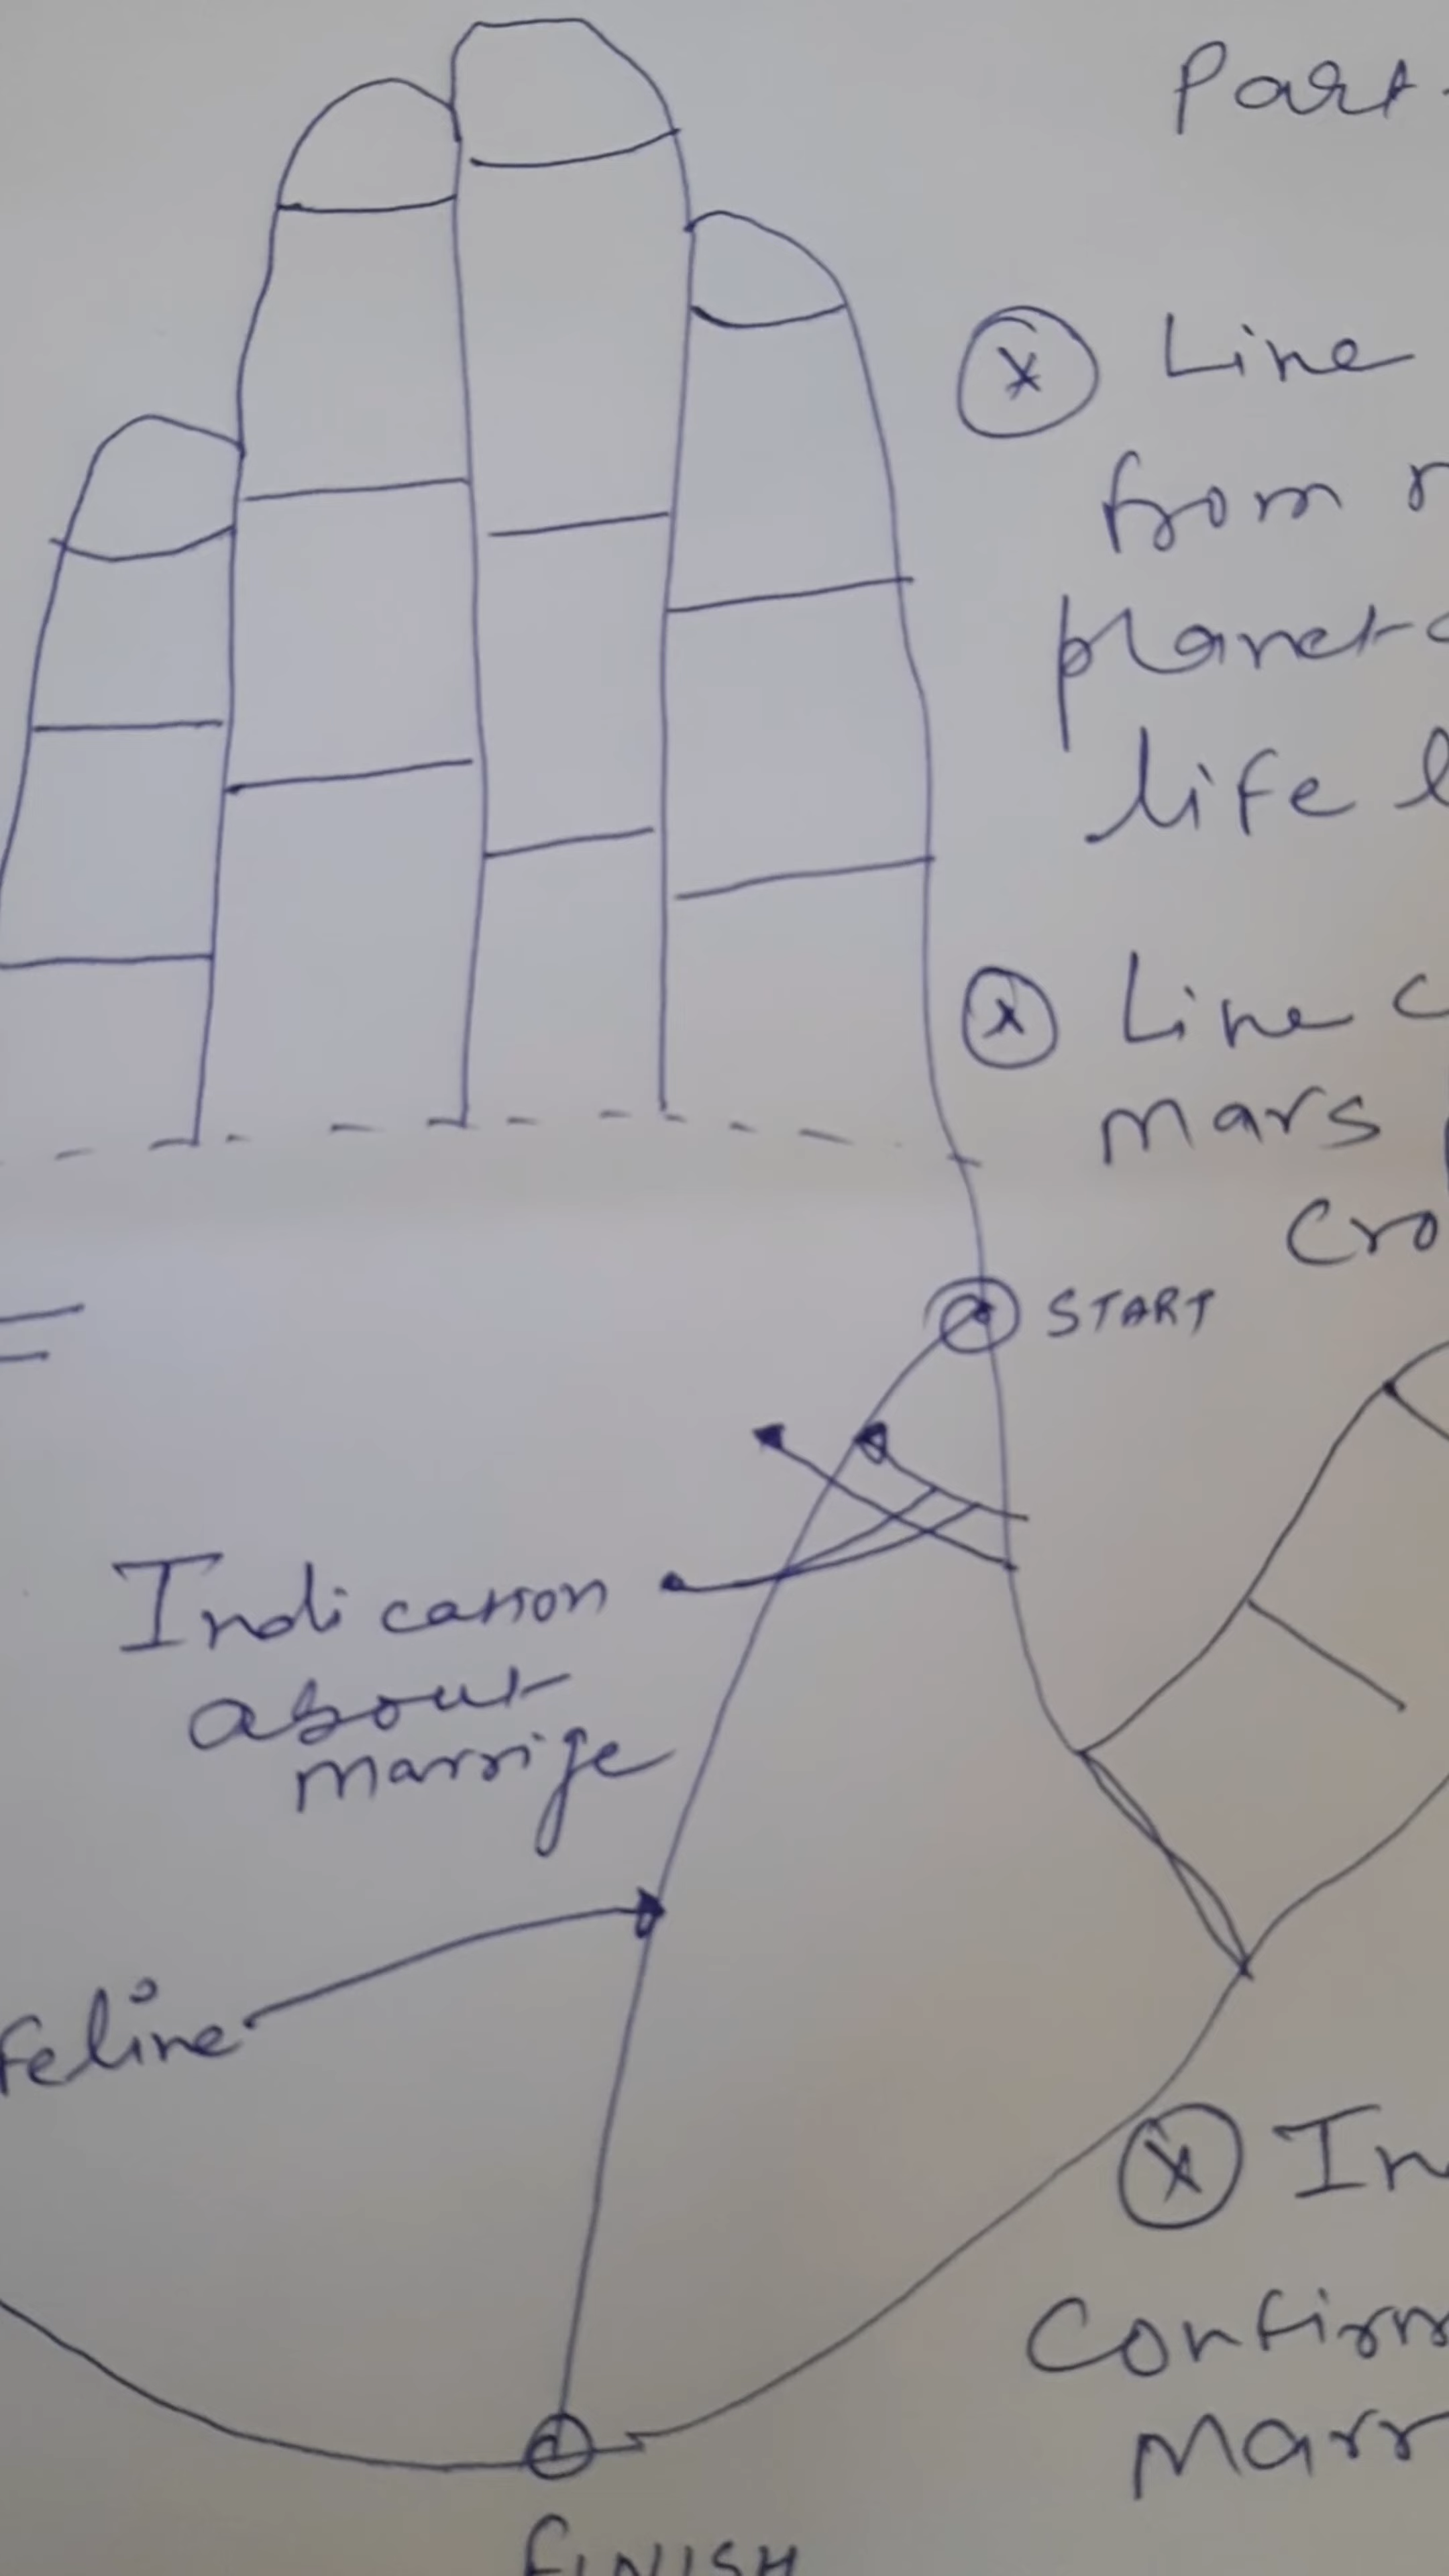 Part-
Line
from
planet
life
Line
mars
cro
START
Indication
about
marrige
feline
In
Confirm
Marr
FINISH